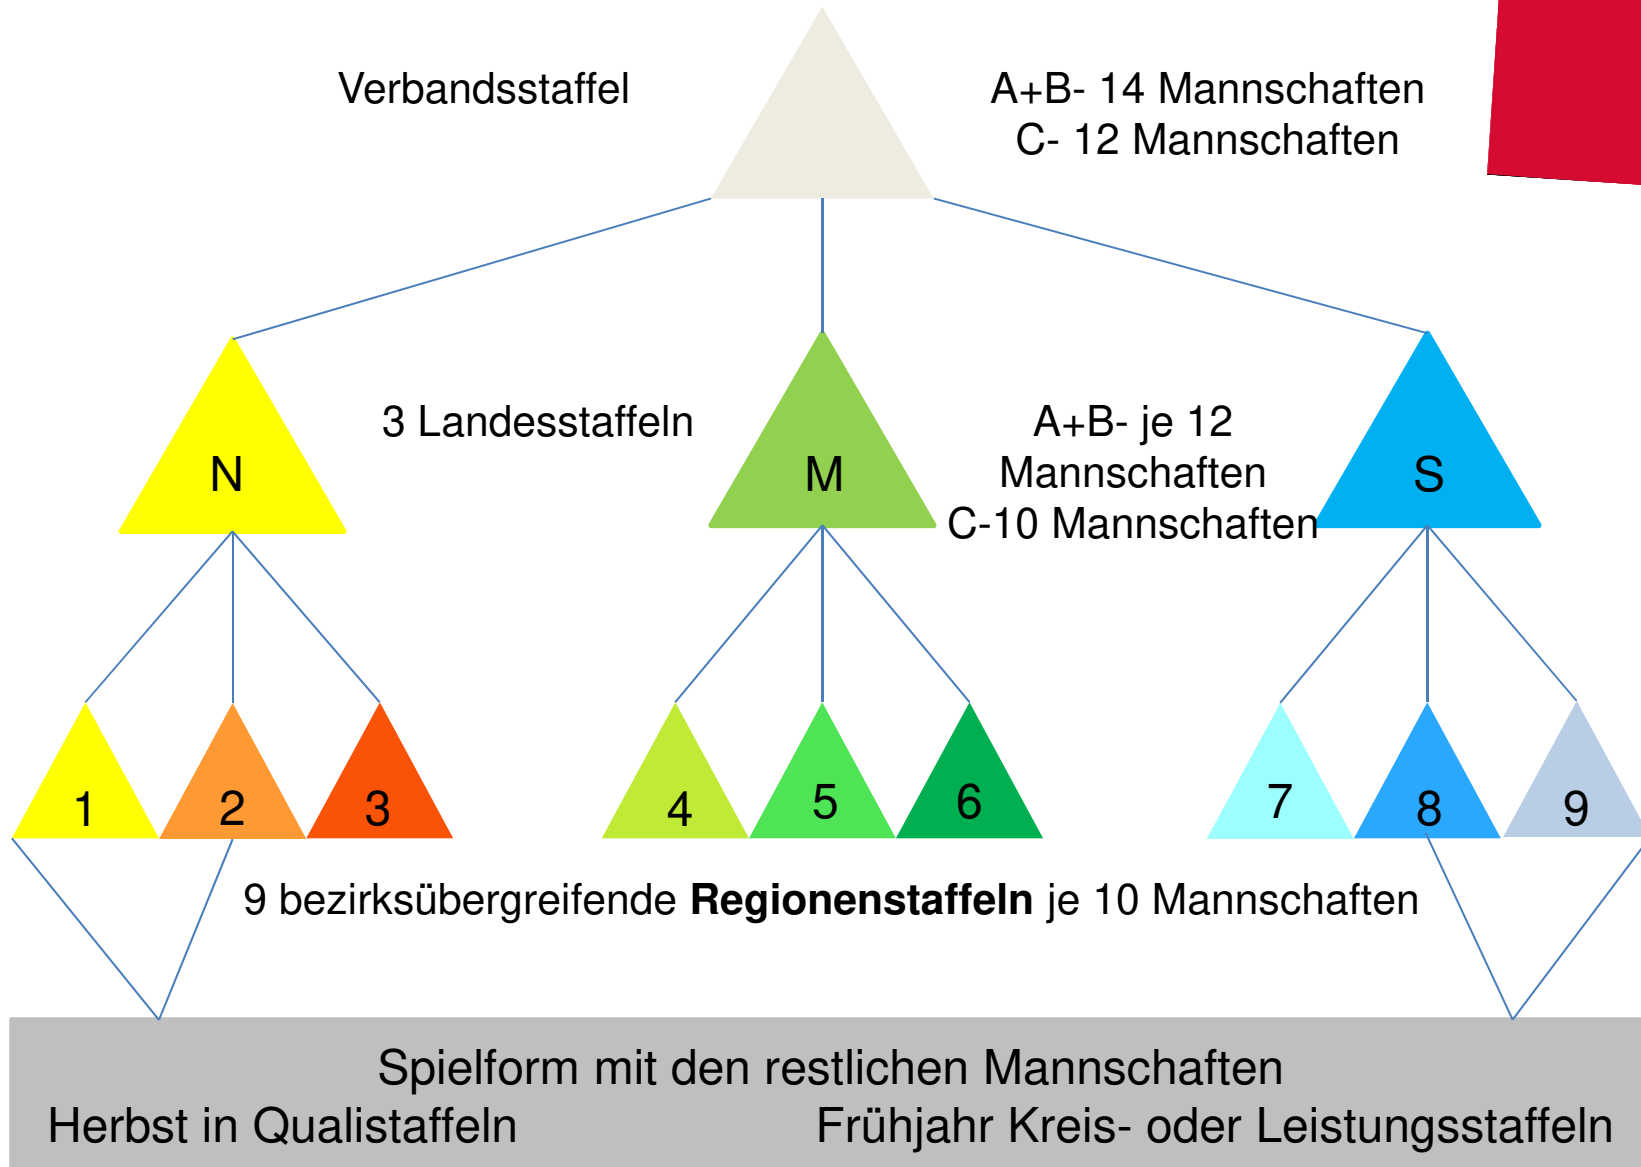 Verbandsstaffel
A+B- 14 Mannschaften
C- 12 Mannschaften
3 Landesstaffeln
A+B- je 12
Mannschaften
C-10 Mannschaften
N
M
S
1
2
3
4
5
6
7
8
9
9 bezirksübergreifende Regionenstaffeln je 10 Mannschaften
Spielform mit den restlichen Mannschaften
Herbst in Qualistaffeln
Frühjahr Kreis- oder Leistungsstaffeln